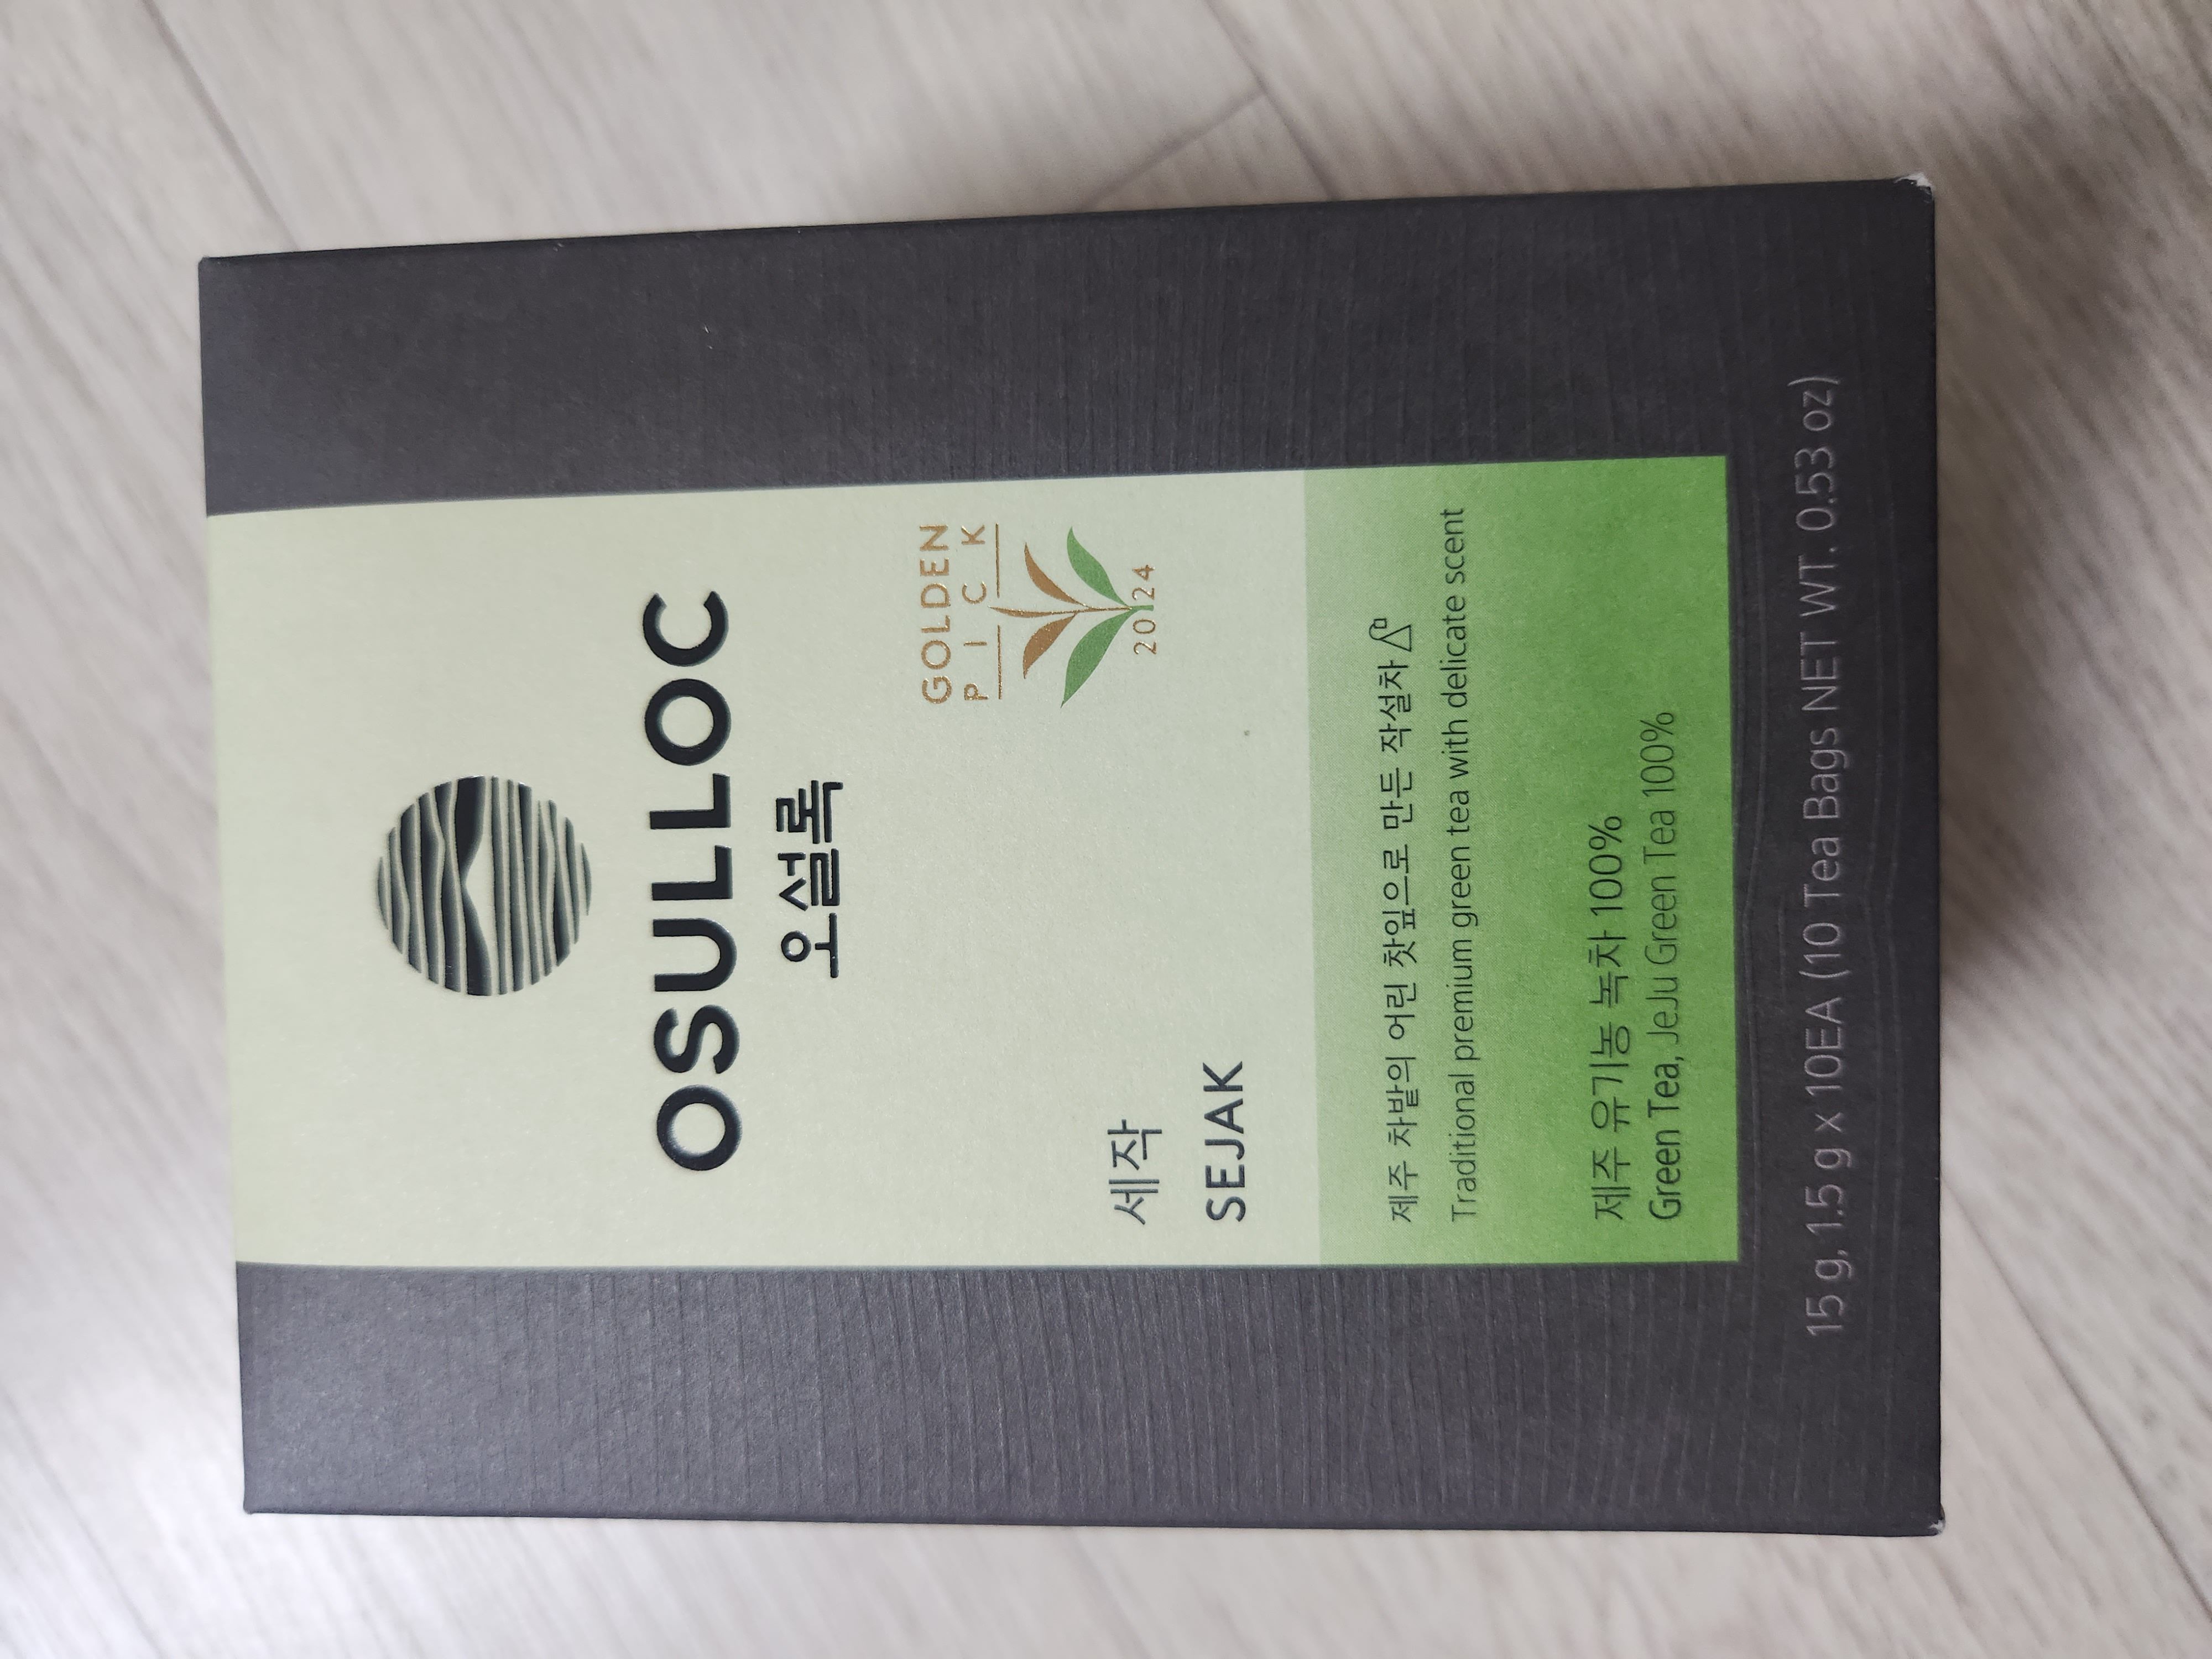 OSULLOC
오설록
GOLDEN
PICK
2024
세작
SEJAK
제주 차밭의 어린 찻잎으로 만든 작설차
Traditional premium green tea with delicate scent
제주 유기농 녹차 100%
Green Tea, JeJu Green Tea 100%
15 g, 1.5 g x 10EA (10 Tea Bags NET WT. 0.53 oz)